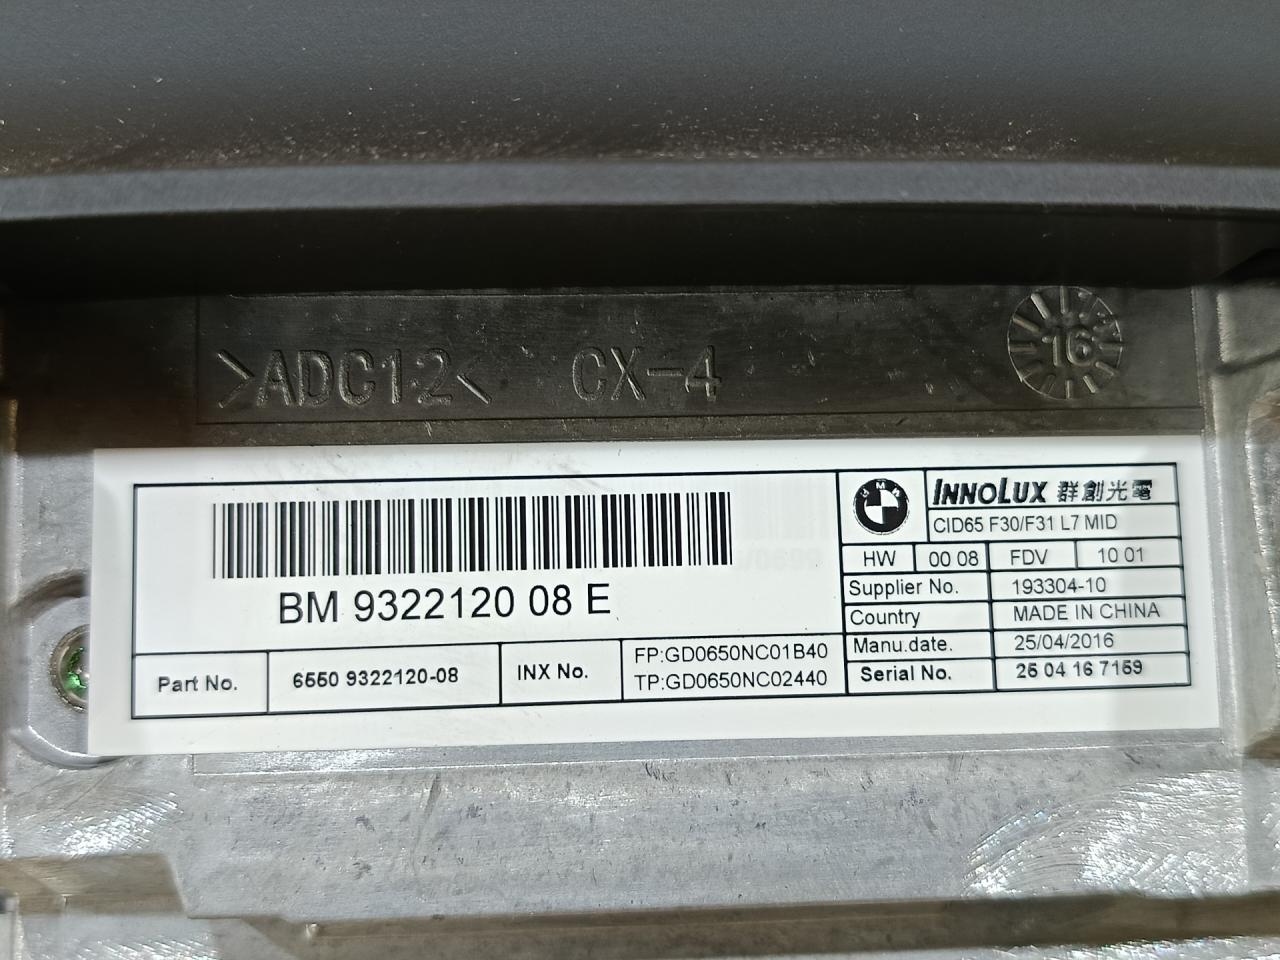 >ADC12< CX-4
16
BMW
INNOLUX 群創光電
CID65 F30/F31 L7 MID
HW 00 08 FDV 10 01
Supplier No. 193304-10
Country MADE IN CHINA
Manu.date. 25/04/2016
Serial No. 25 04 16 7159
BM 9322120 08 E
Part No. 6550 9322120-08 INX No. FP:GD0650NC01B40
TP:GD0650NC02440